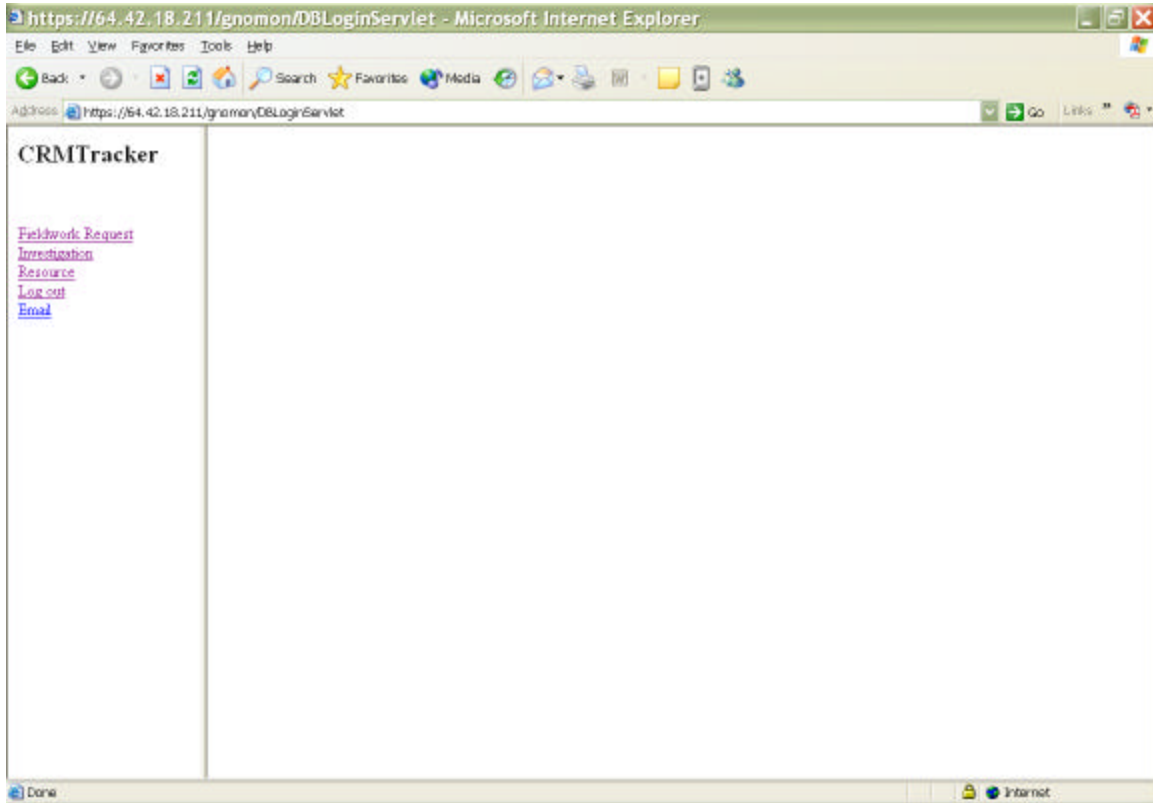 https://64.42.18.211/gnomon/DBLoginServlet - Microsoft Internet Explorer
File Edit View Favorites Tools Help
Back Search Favorites Media
Address https://64.42.18.211/gnomon/DBLoginServlet Go Links »
CRMTracker
Fieldwork Request
Investigation
Resource
Log out
Email
Done Internet